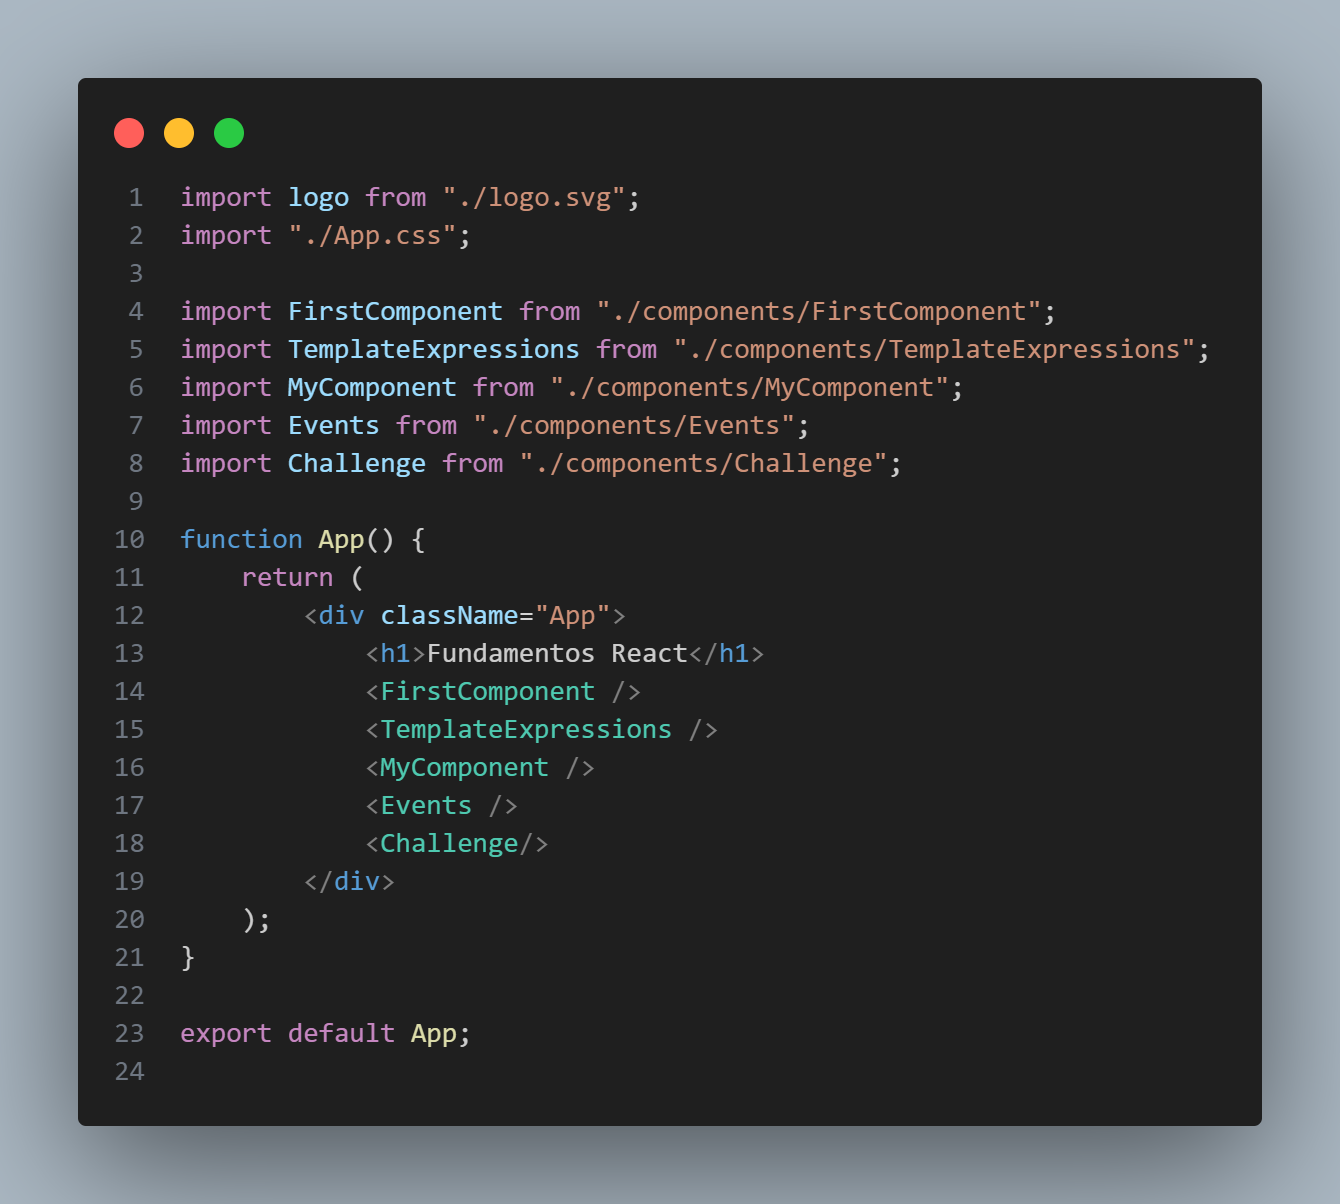 1 import logo from "./logo.svg";
2 import "./App.css";
3
4 import FirstComponent from "./components/FirstComponent";
5 import TemplateExpressions from "./components/TemplateExpressions";
6 import MyComponent from "./components/MyComponent";
7 import Events from "./components/Events";
8 import Challenge from "./components/Challenge";
9
10 function App() {
11     return (
12         <div className="App">
13             <h1>Fundamentos React</h1>
14             <FirstComponent />
15             <TemplateExpressions />
16             <MyComponent />
17             <Events />
18             <Challenge/>
19         </div>
20     );
21 }
22
23 export default App;
24